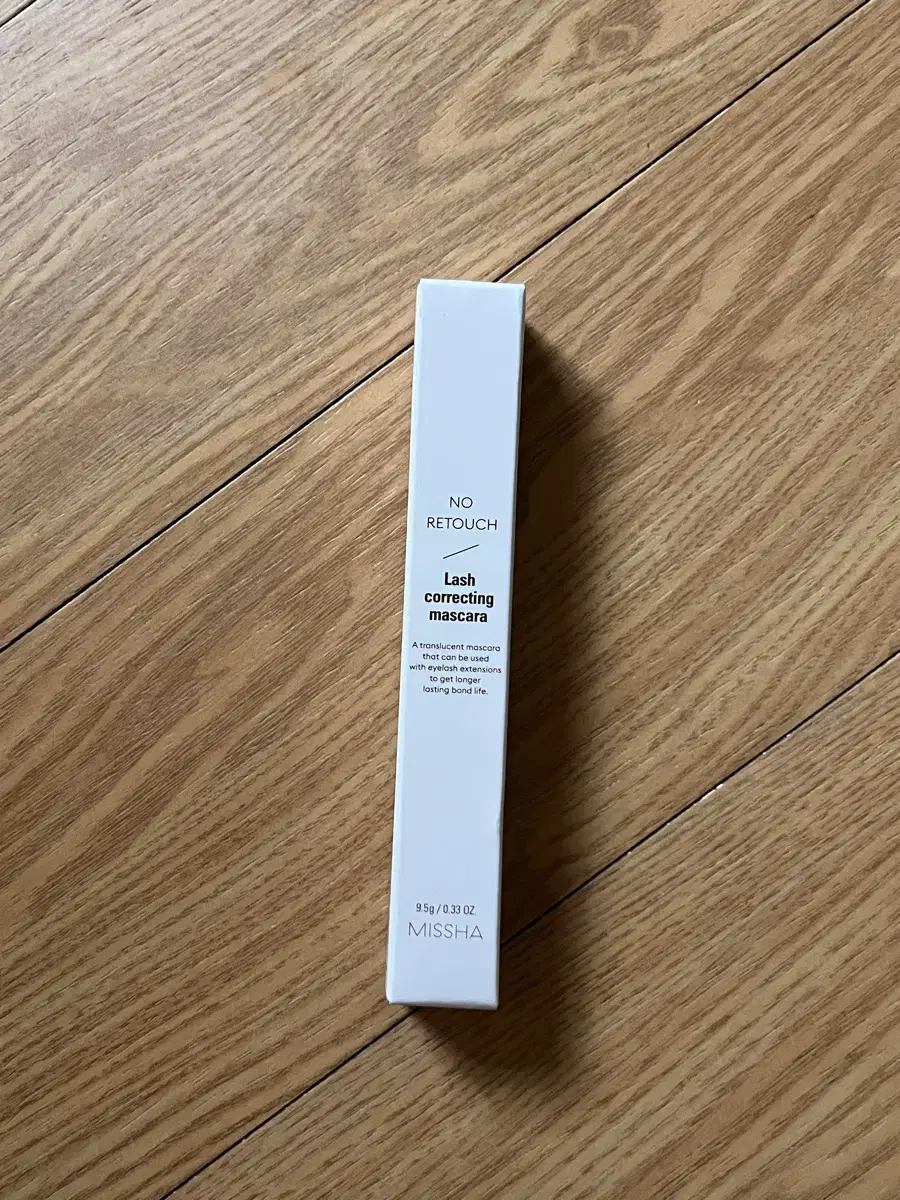 NO
RETOUCH
Lash
correcting
mascara
A translucent mascara
that can be used
with eyelash extensions
to get longer
lasting bond life.
9.5g / 0.33 OZ.
MISSHA